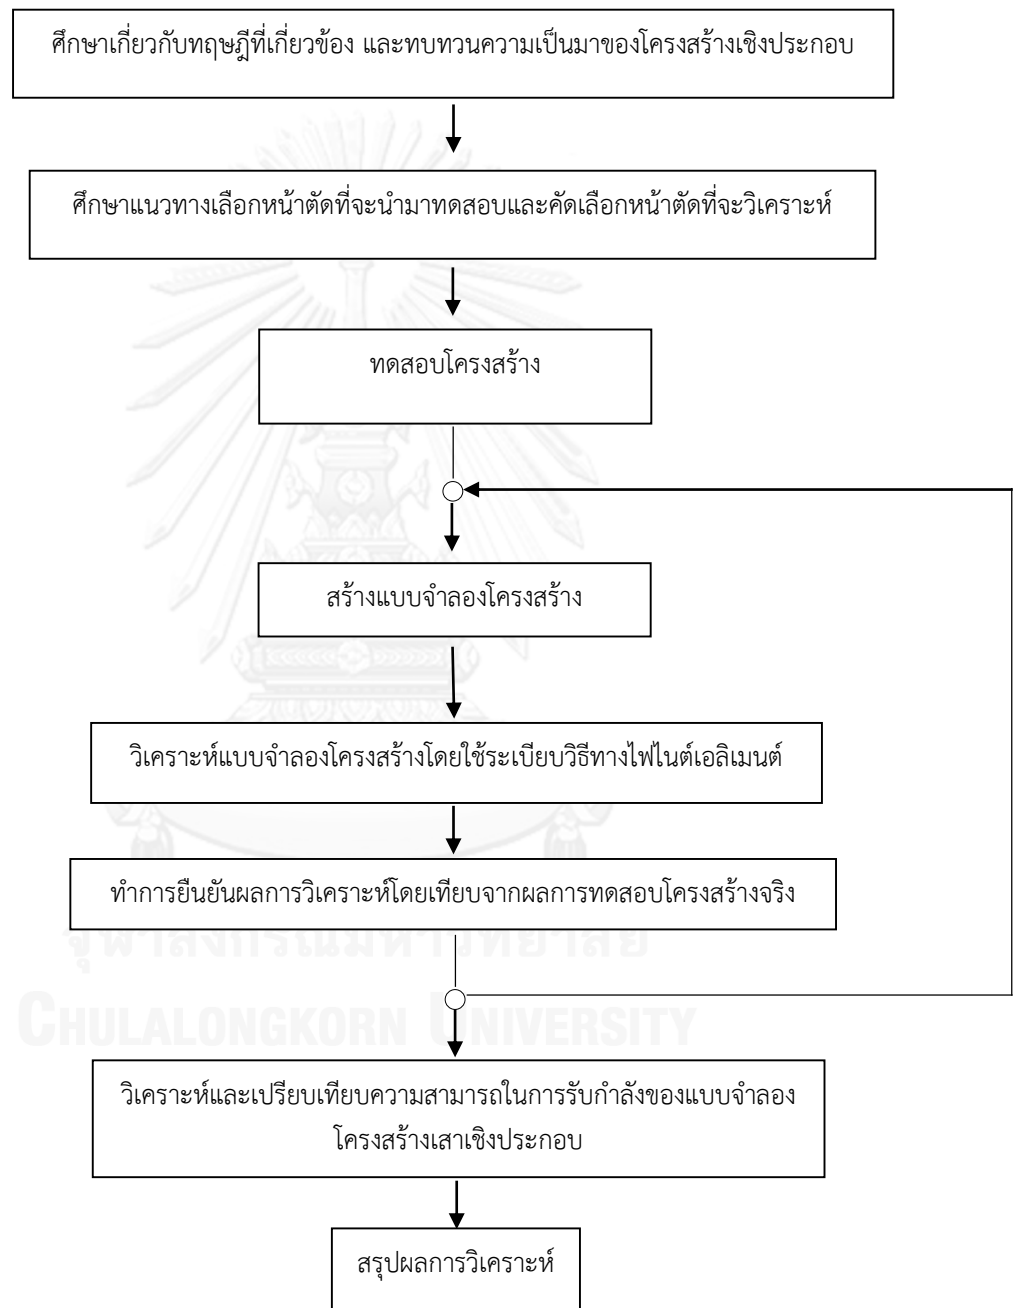 ศึกษาเกี่ยวกับทฤษฎีที่เกี่ยวข้อง และทบทวนความเป็นมาของโครงสร้างเชิงประกอบ
ศึกษาแนวทางเลือกหน้าตัดที่จะนำมาทดสอบและคัดเลือกหน้าตัดที่จะวิเคราะห์
ทดสอบโครงสร้าง
สร้างแบบจำลองโครงสร้าง
วิเคราะห์แบบจำลองโครงสร้างโดยใช้ระเบียบวิธีทางไฟไนต์เอลิเมนต์
ทำการยืนยันผลการวิเคราะห์โดยเทียบจากผลการทดสอบโครงสร้างจริง
จุฬาลงกรณ์มหาวิทยาลัย
CHULALONGKORN UNIVERSITY
วิเคราะห์และเปรียบเทียบความสามารถในการรับกำลังของแบบจำลอง
โครงสร้างเสาเชิงประกอบ
สรุปผลการวิเคราะห์